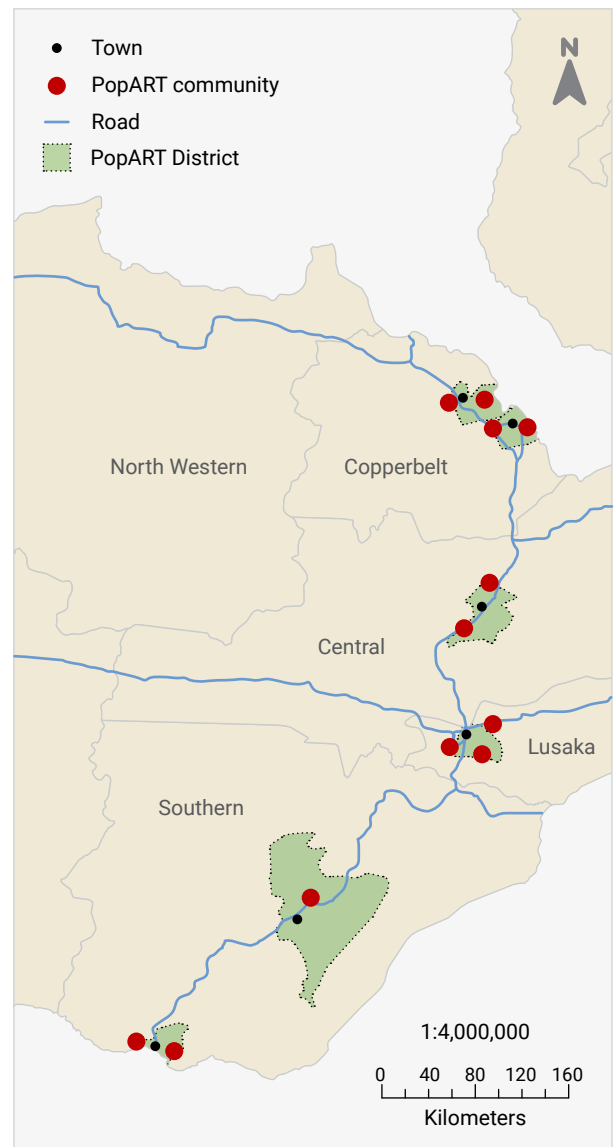 Town
PopART community
Road
PopART District
N
North Western
Copperbelt
Central
Lusaka
Southern
1:4,000,000
0 40 80 120 160
Kilometers